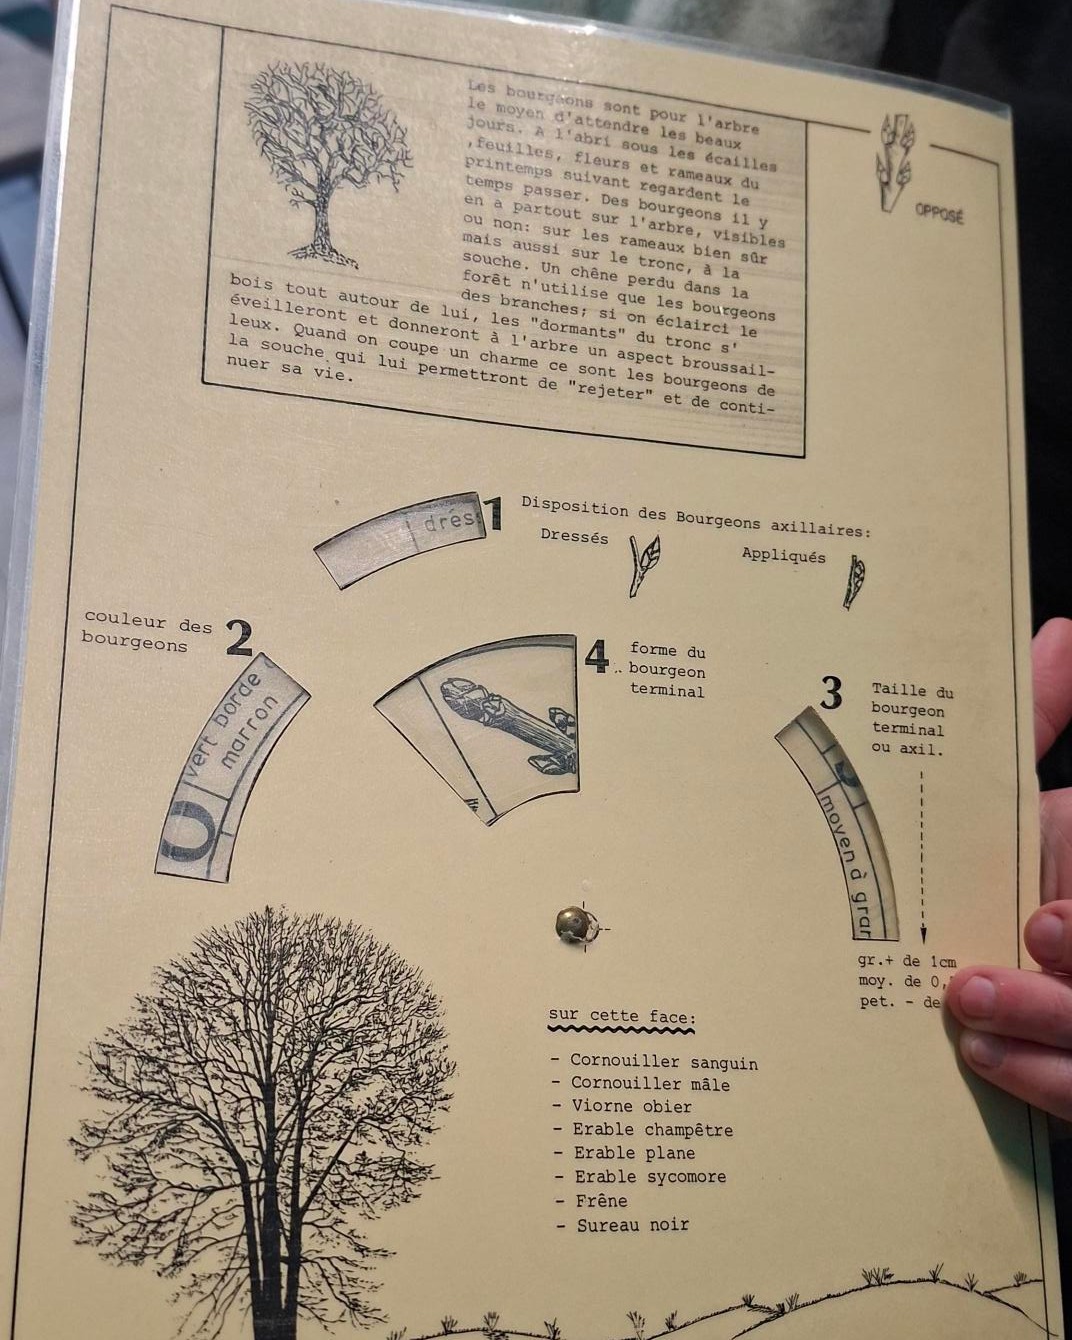 Les bourgeons sont pour l'arbre
le moyen d'attendre les beaux
jours. A l'abri sous les écailles
,feuilles, fleurs et rameaux du
printemps suivant regardent le
temps passer. Des bourgeons il y
en à partout sur l'arbre, visibles
ou non: sur les rameaux bien sûr
mais aussi sur le tronc, à la
souche. Un chêne perdu dans la
forêt n'utilise que les bourgeons
des branches; si on éclairci le
bois tout autour de lui, les "dormants" du tronc s'
éveilleront et donneront à l'arbre un aspect broussail-
leux. Quand on coupe un charme ce sont les bourgeons de
la souche qui lui permettront de "rejeter" et de conti-
nuer sa vie.
OPPOSÉ
drés
1 Disposition des Bourgeons axillaires:
Dressés
Appliqués
couleur des
bourgeons
2
vert bordé
marron
4 forme du
bourgeon
terminal
3 Taille du
bourgeon
terminal
ou axil.
moyen à gran
gr.+ de 1cm
moy. de 0,
pet. - de
sur cette face:
- Cornouiller sanguin
- Cornouiller mâle
- Viorne obier
- Erable champêtre
- Erable plane
- Erable sycomore
- Frêne
- Sureau noir